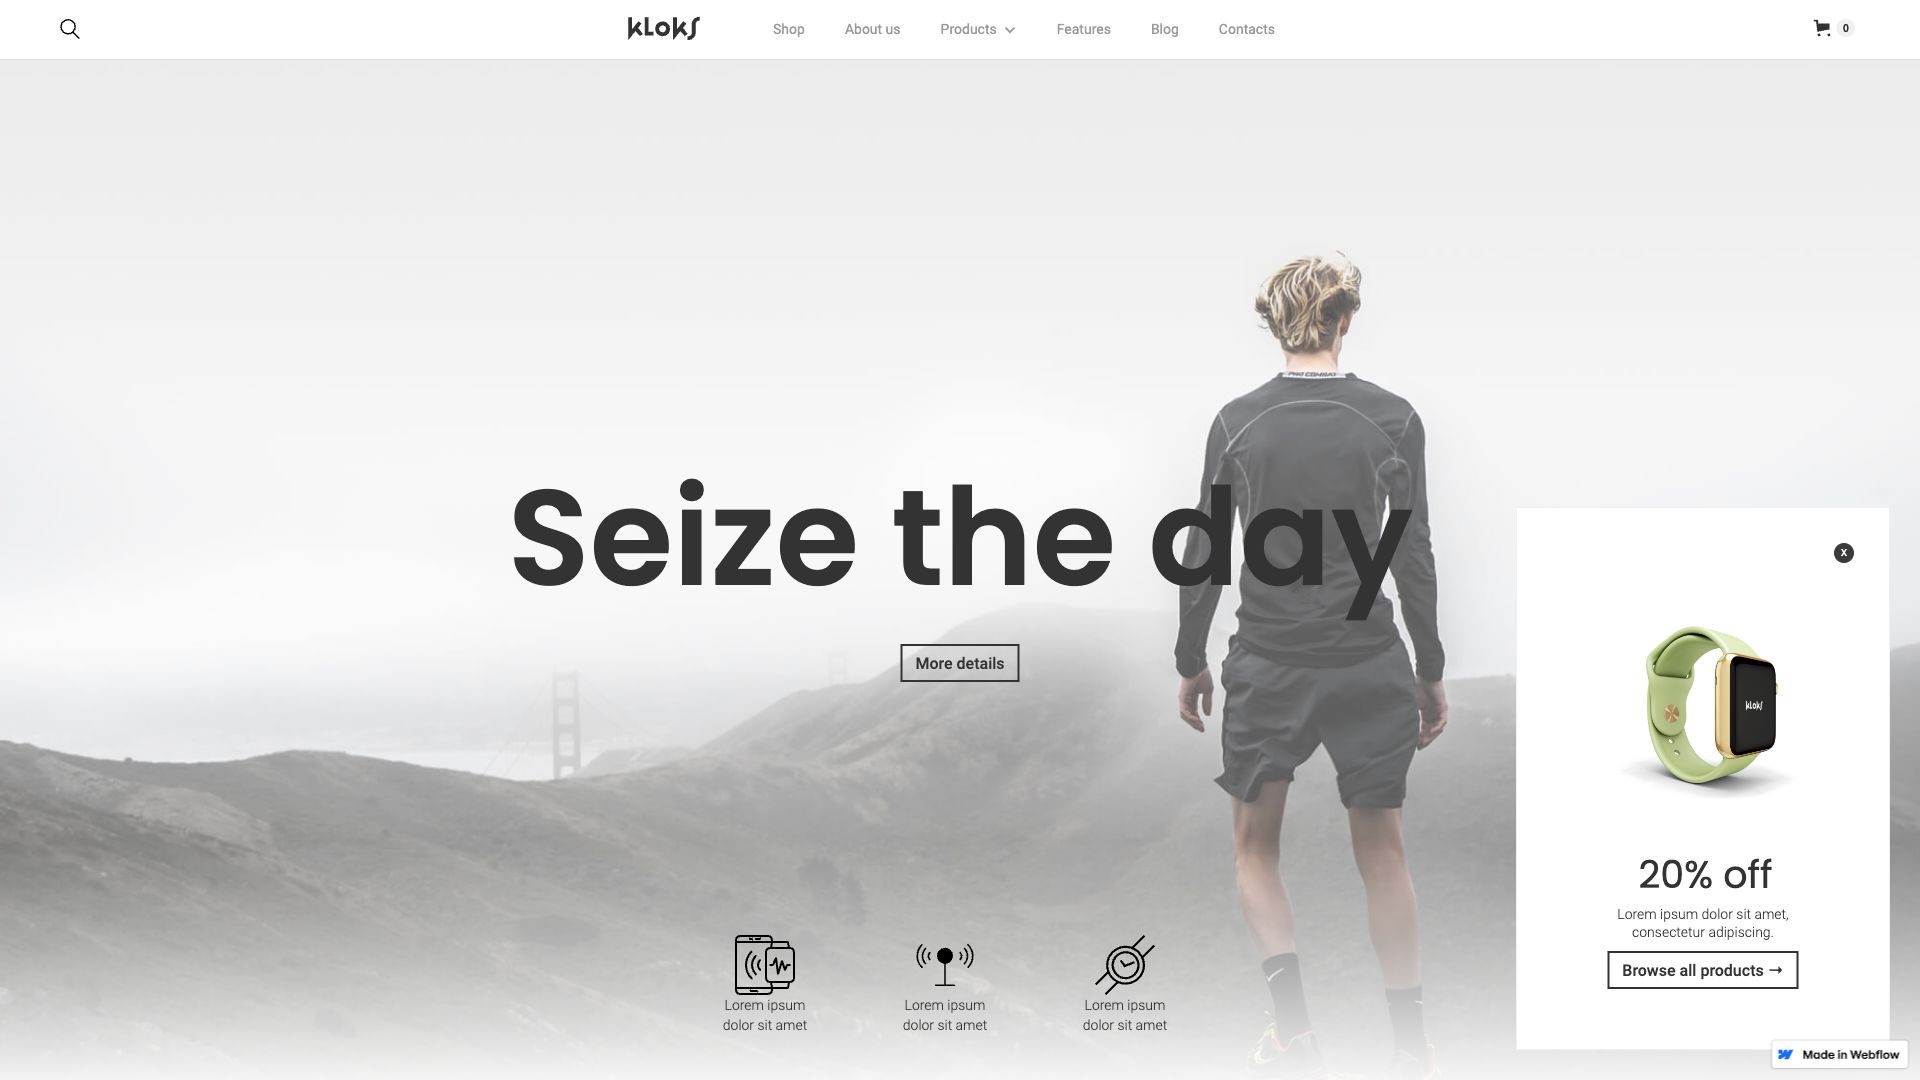 kloks
Shop
About us
Products
Features
Blog
Contacts
0
PRO COMBAT
Seize the day
More details
x
kloks
20% off
Lorem ipsum dolor sit amet,
consectetur adipiscing.
Browse all products →
Lorem ipsum
dolor sit amet
Lorem ipsum
dolor sit amet
Lorem ipsum
dolor sit amet
Made in Webflow